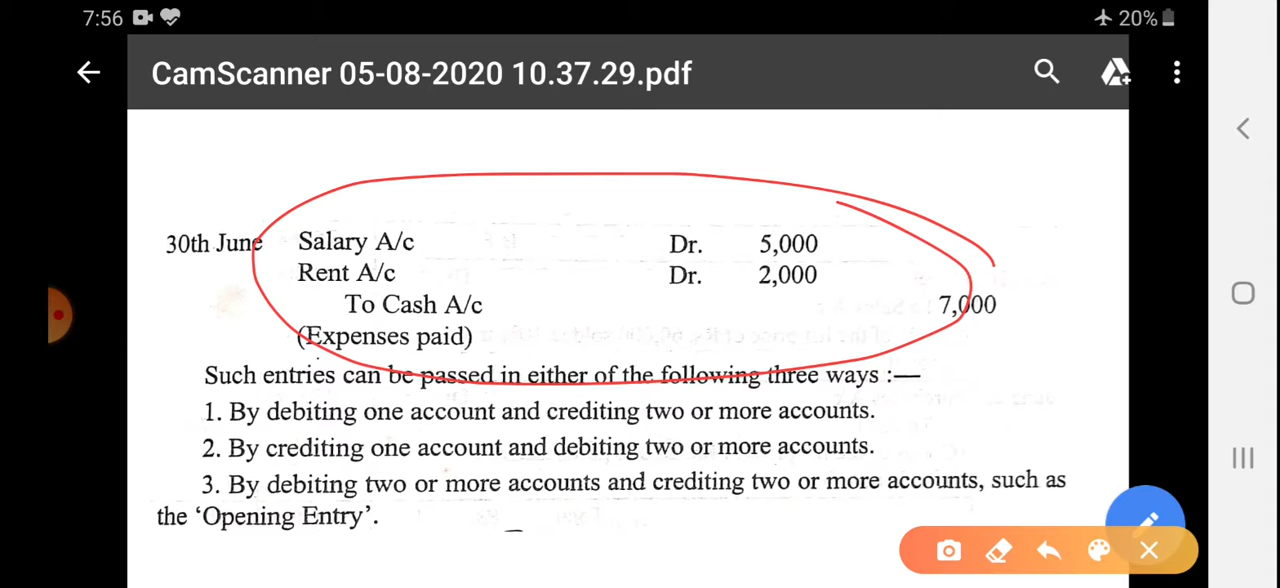 7:56
20%
CamScanner 05-08-2020 10.37.29.pdf
30th June Salary A/c Dr. 5,000
Rent A/c Dr. 2,000
To Cash A/c 7,000
(Expenses paid)
Such entries can be passed in either of the following three ways :—
1. By debiting one account and crediting two or more accounts.
2. By crediting one account and debiting two or more accounts.
3. By debiting two or more accounts and crediting two or more accounts, such as
the ‘Opening Entry’.